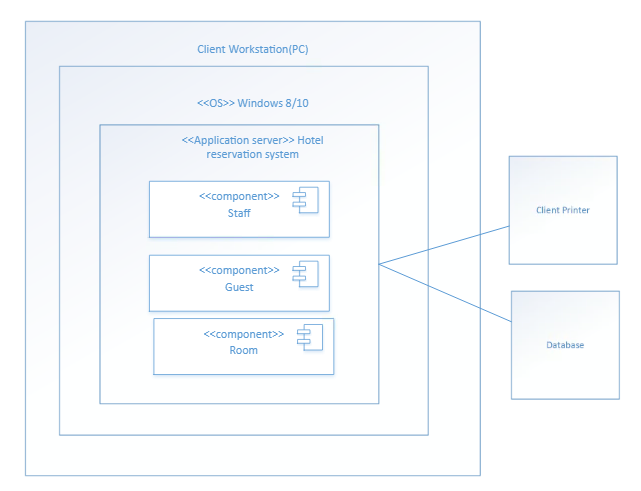 Client Workstation(PC)
<<OS>> Windows 8/10
<<Application server>> Hotel
reservation system
<<component>>
Staff
<<component>>
Guest
<<component>>
Room
Client Printer
Database